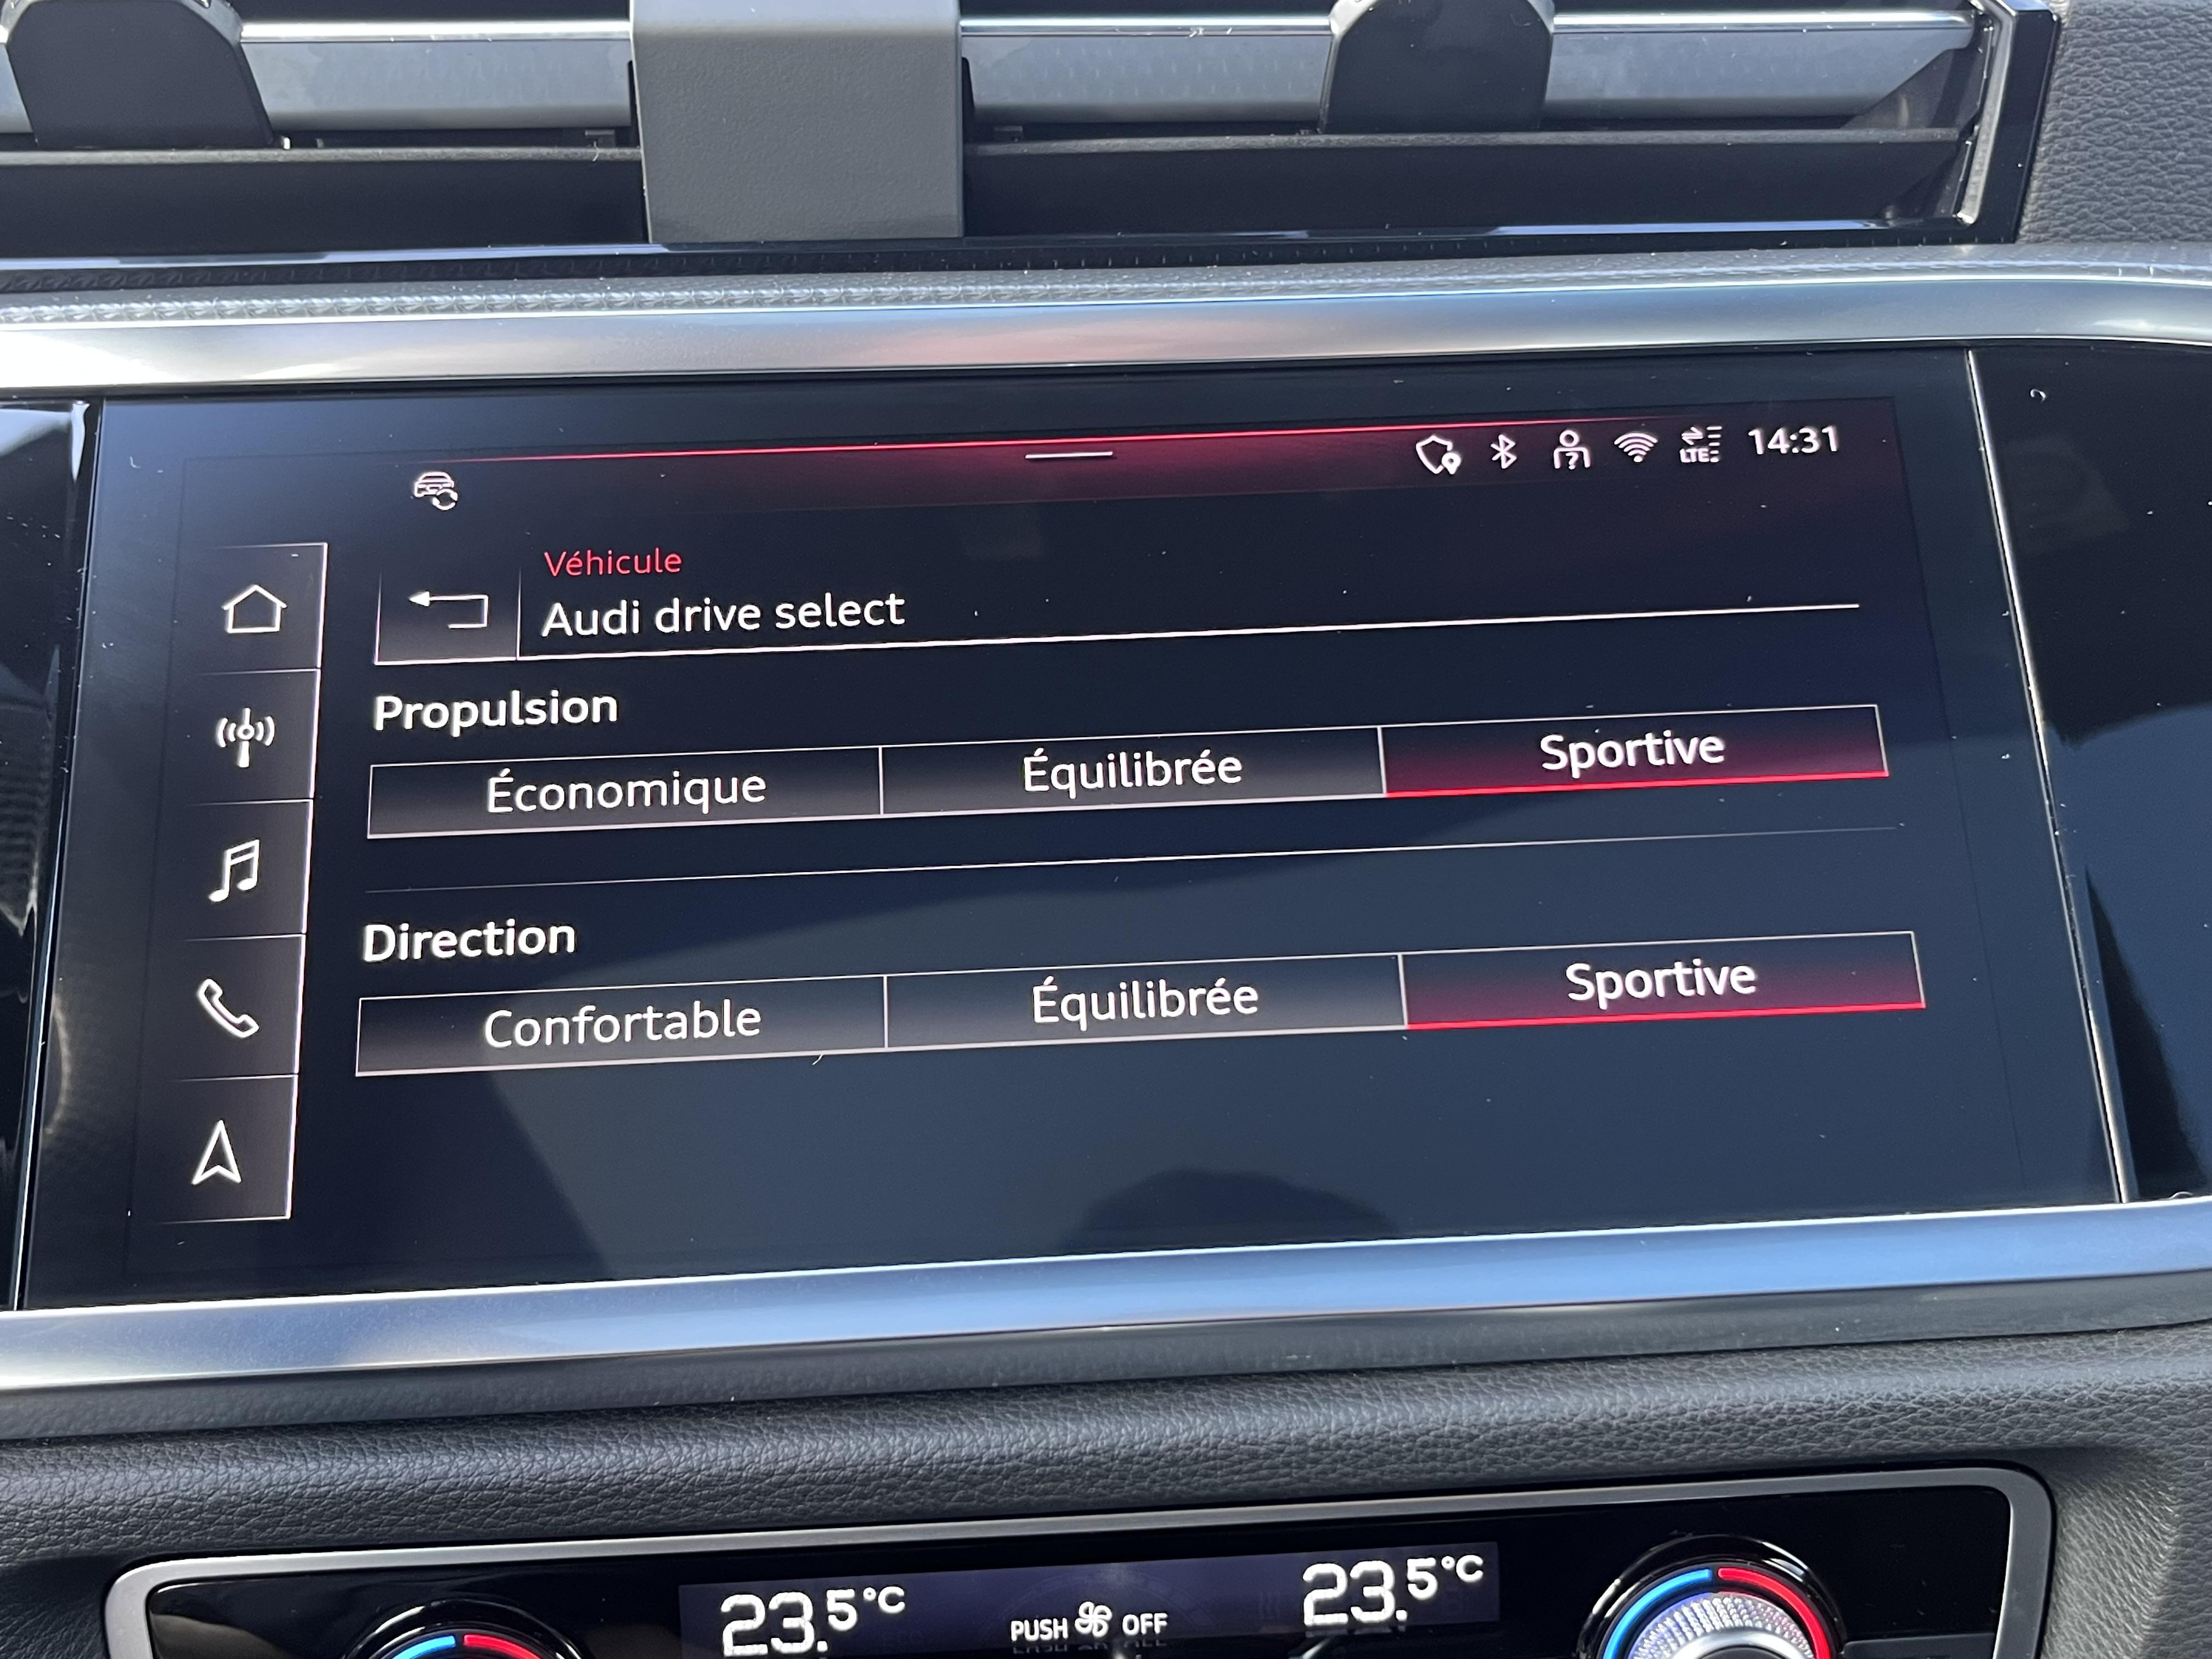 LTE 14:31
Véhicule
Audi drive select
Propulsion
Économique Équilibrée Sportive
Direction
Confortable Équilibrée Sportive
23.5°C PUSH OFF 23.5°C